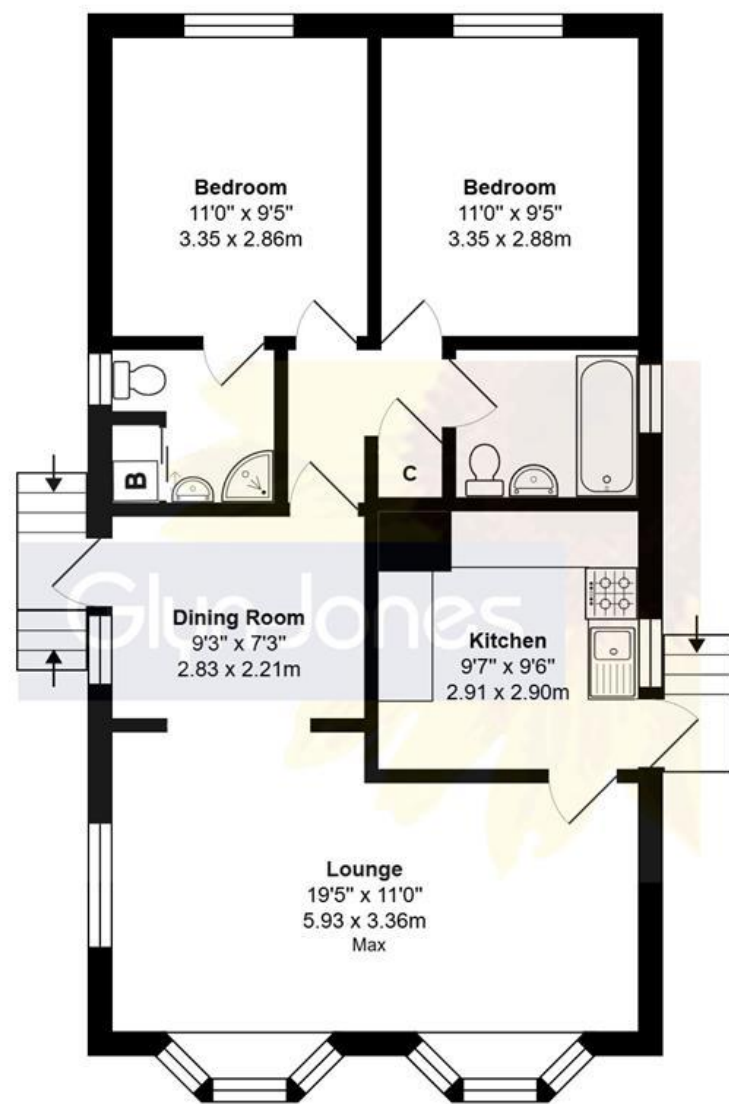 Bedroom
11'0" x 9'5"
3.35 x 2.86m
Bedroom
11'0" x 9'5"
3.35 x 2.88m
B
C
Glyn Jones
Dining Room
9'3" x 7'3"
2.83 x 2.21m
Kitchen
9'7" x 9'6"
2.91 x 2.90m
Lounge
19'5" x 11'0"
5.93 x 3.36m
Max